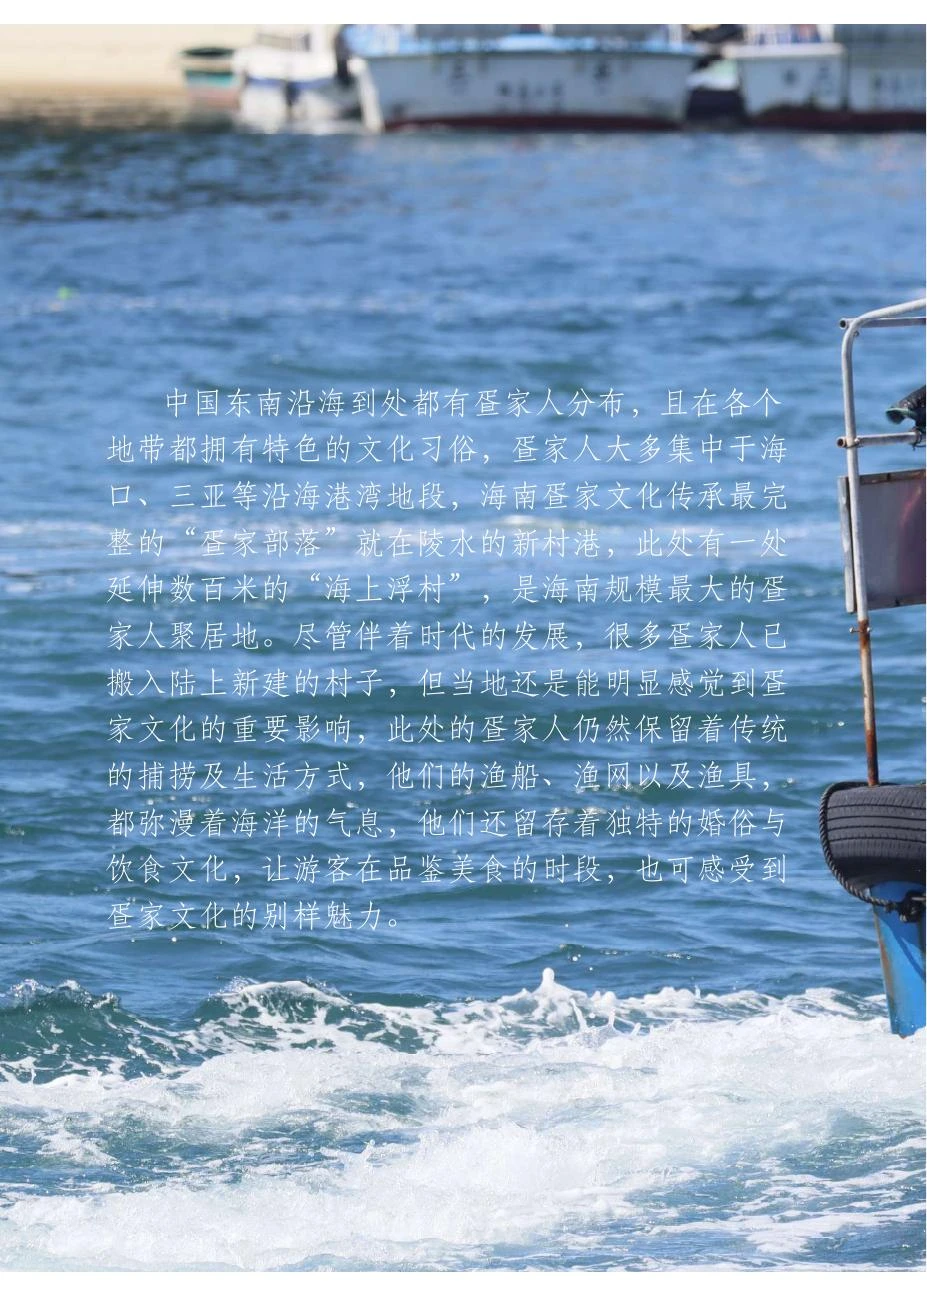 中国东南沿海到处都有疍家人分布，且在各个
地带都拥有特色的文化习俗，疍家人大多集中于海
口、三亚等沿海港湾地段，海南疍家文化传承最完
整的“疍家部落”就在陵水的新村港，此处有一处
延伸数百米的“海上浮村”，是海南规模最大的疍
家人聚居地。尽管伴着时代的发展，很多疍家人已
搬入陆上新建的村子，但当地还是能明显感觉到疍
家文化的重要影响，此处的疍家人仍然保留着传统
的捕捞及生活方式，他们的渔船、渔网以及渔具，
都弥漫着海洋的气息，他们还留存着独特的婚俗与
饮食文化，让游客在品鉴美食的时段，也可感受到
疍家文化的别样魅力。